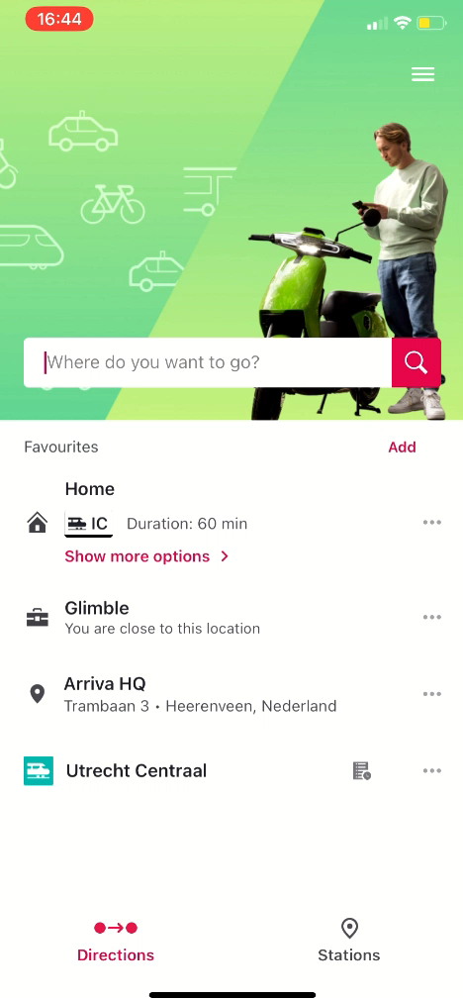 16:44
Where do you want to go?
Favourites
Add
Home
IC Duration: 60 min
Show more options
Glimble
You are close to this location
Arriva HQ
Trambaan 3 • Heerenveen, Nederland
Utrecht Centraal
Directions
Stations